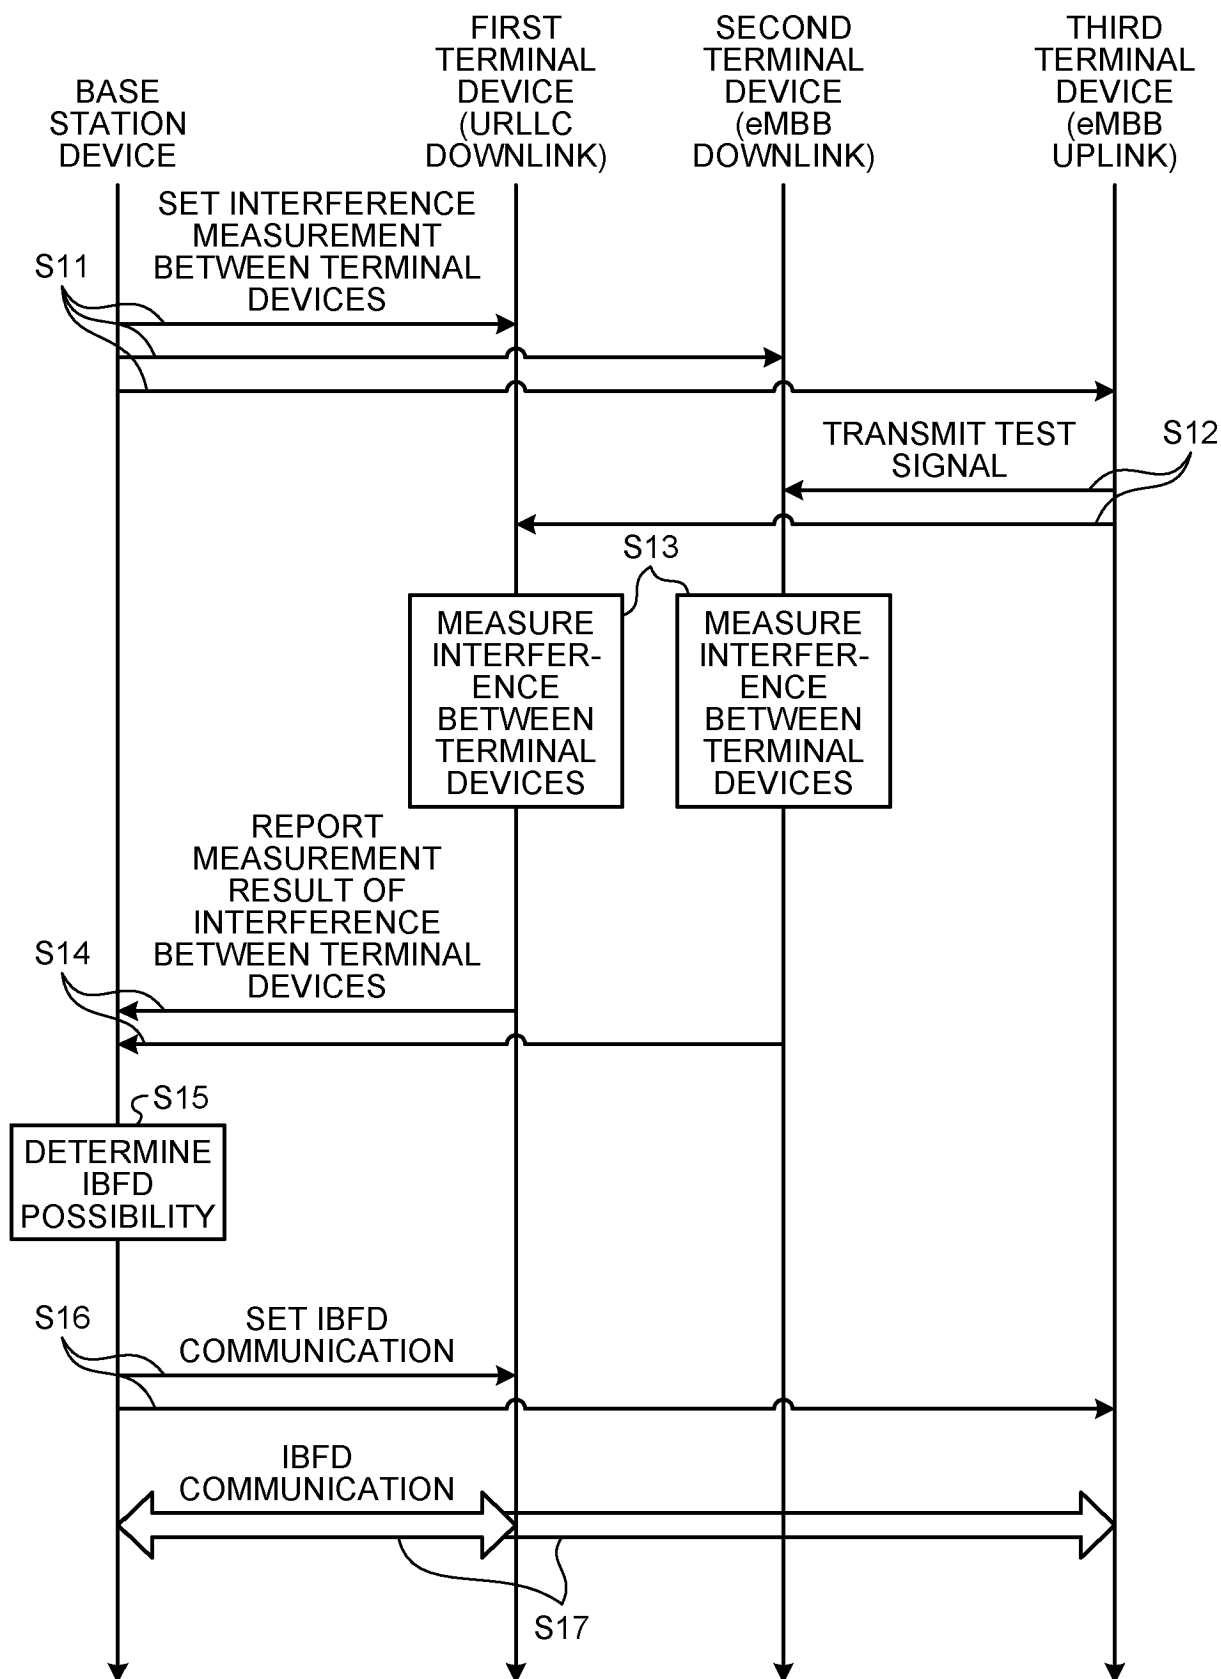 BASE
STATION
DEVICE
FIRST
TERMINAL
DEVICE
(URLLC
DOWNLINK)
SECOND
TERMINAL
DEVICE
(eMBB
DOWNLINK)
THIRD
TERMINAL
DEVICE
(eMBB
UPLINK)
SET INTERFERENCE
MEASUREMENT
BETWEEN TERMINAL
DEVICES
S11
TRANSMIT TEST
SIGNAL
S12
S13
MEASURE
INTERFER-
ENCE
BETWEEN
TERMINAL
DEVICES
MEASURE
INTERFER-
ENCE
BETWEEN
TERMINAL
DEVICES
REPORT
MEASUREMENT
RESULT OF
INTERFERENCE
BETWEEN TERMINAL
DEVICES
S14
S15
DETERMINE
IBFD
POSSIBILITY
S16
SET IBFD
COMMUNICATION
IBFD
COMMUNICATION
S17